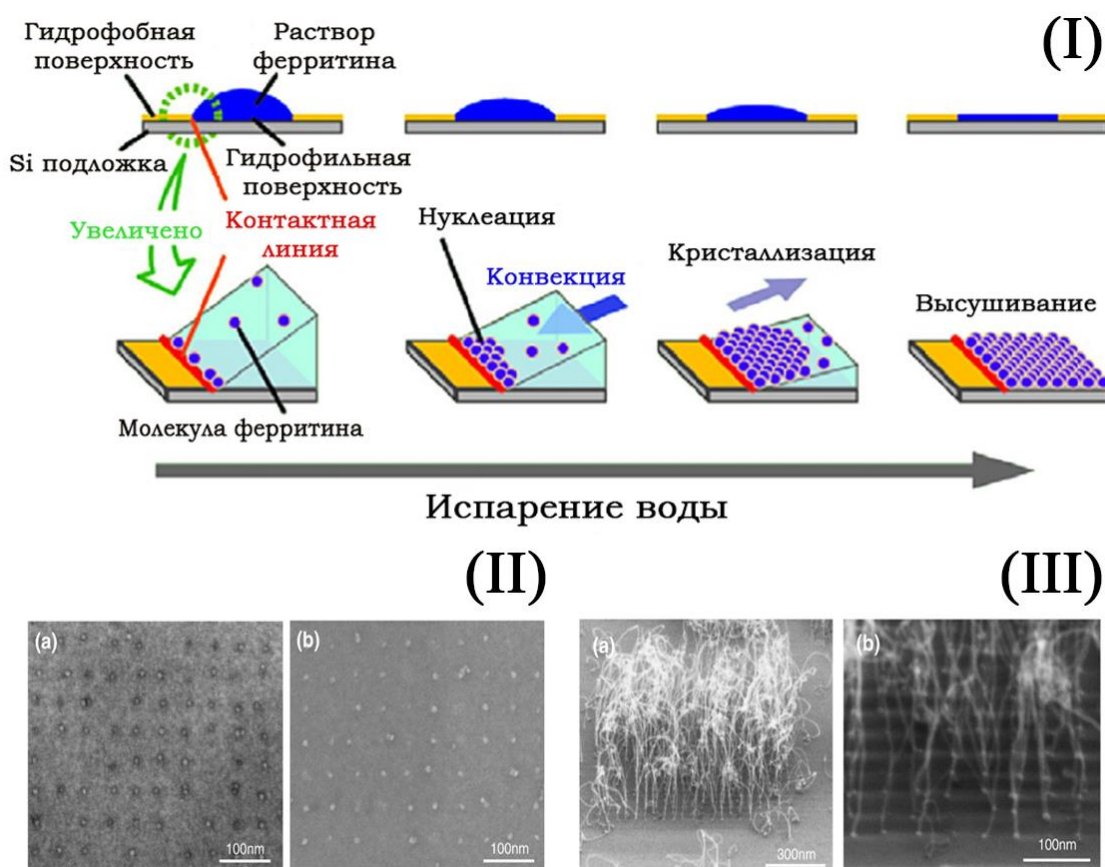 (I)
Гидрофобная
поверхность
Раствор
ферритина
Si подложка
Гидрофильная
поверхность
Увеличено
Контактная
линия
Нуклеация
Конвекция
Кристаллизация
Высушивание
Молекула ферритина
Испарение воды
(II)
(III)
(a)
100nm
(b)
100nm
(a)
300nm
(b)
100nm